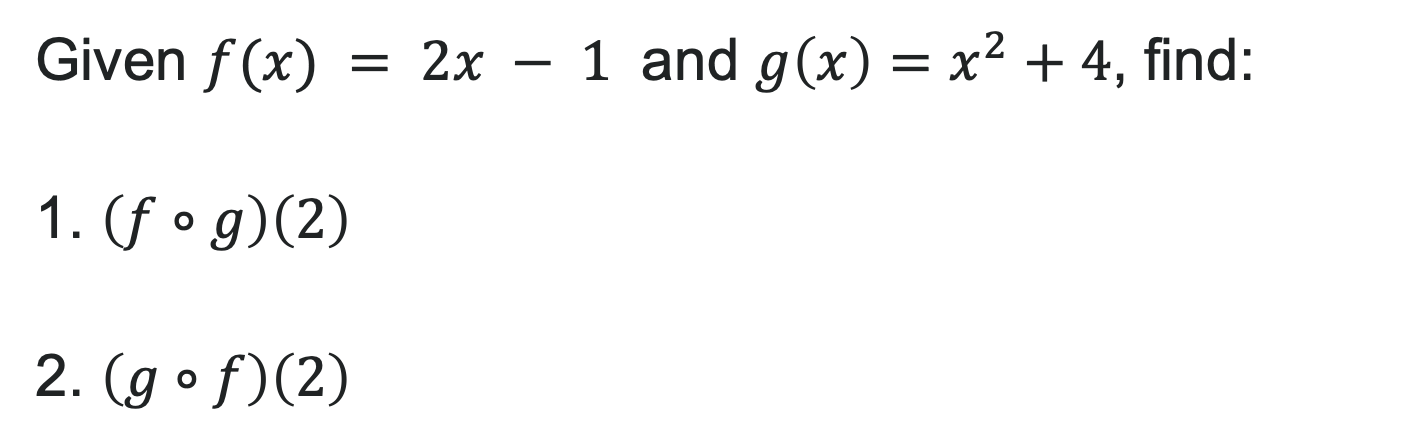 Given f(x) = 2x − 1 and g(x) = x² + 4, find:
1. (f ∘ g)(2)
2. (g ∘ f)(2)